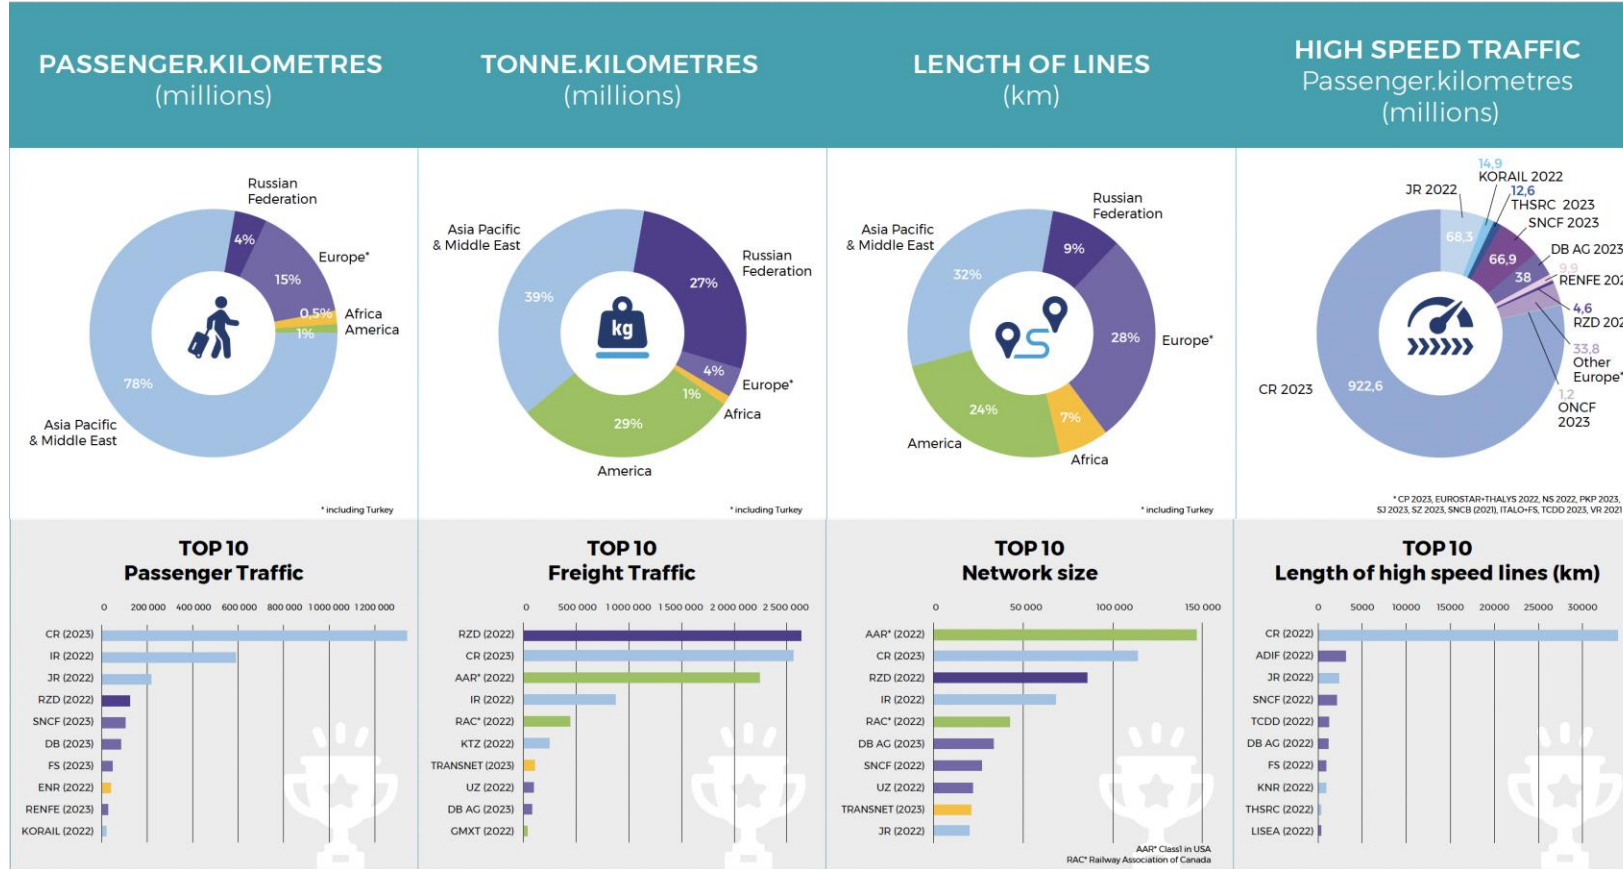 PASSENGER.KILOMETRES
(millions)
TONNE.KILOMETRES
(millions)
LENGTH OF LINES
(km)
HIGH SPEED TRAFFIC
Passenger.kilometres
(millions)
Russian
Federation
4%
Europe*
15%
0,5%
Africa
America
1%
78%
Asia Pacific
& Middle East
* including Turkey
Asia Pacific
& Middle East
Russian
Federation
27%
39%
kg
4%
Europe*
1%
Africa
29%
America
* including Turkey
Russian
Federation
Asia Pacific
& Middle East
9%
32%
28%
Europe*
24%
7%
America
Africa
* including Turkey
14,9
KORAIL 2022
JR 2022
12,6
THSRC 2023
SNCF 2023
68,3
DB AG 2023
66,9
9,9
38
RENFE 202
4,6
RZD 202
33,8
Other
Europe*
CR 2023
922,6
1,2
ONCF
2023
* CP 2023, EUROSTAR+THALYS 2022, NS 2022, PKP 2023,
SJ 2023, SZ 2023, SNCB (2021), ITALO+FS, TCDD 2023, VR 2021
TOP 10
Passenger Traffic
0 200 000 400 000 600 000 800 000 1 000 000 1 200 000
CR (2023)
IR (2022)
JR (2022)
RZD (2022)
SNCF (2023)
DB (2023)
FS (2023)
ENR (2022)
RENFE (2023)
KORAIL (2022)
TOP 10
Freight Traffic
0 500 000 1 000 000 1 500 000 2 000 000 2 500 000
RZD (2022)
CR (2023)
AAR* (2022)
IR (2022)
RAC* (2022)
KTZ (2022)
TRANSNET (2023)
UZ (2022)
DB AG (2023)
GMXT (2022)
TOP 10
Network size
0 50 000 100 000 150 000
AAR* (2022)
CR (2023)
RZD (2022)
IR (2022)
RAC* (2022)
DB AG (2023)
SNCF (2022)
UZ (2022)
TRANSNET (2023)
JR (2022)
AAR* Class1 in USA
RAC* Railway Association of Canada
TOP 10
Length of high speed lines (km)
0 5000 10000 15000 20000 25000 30000
CR (2022)
ADIF (2022)
JR (2022)
SNCF (2022)
TCDD (2022)
DB AG (2022)
FS (2022)
KNR (2022)
THSRC (2022)
LISEA (2022)